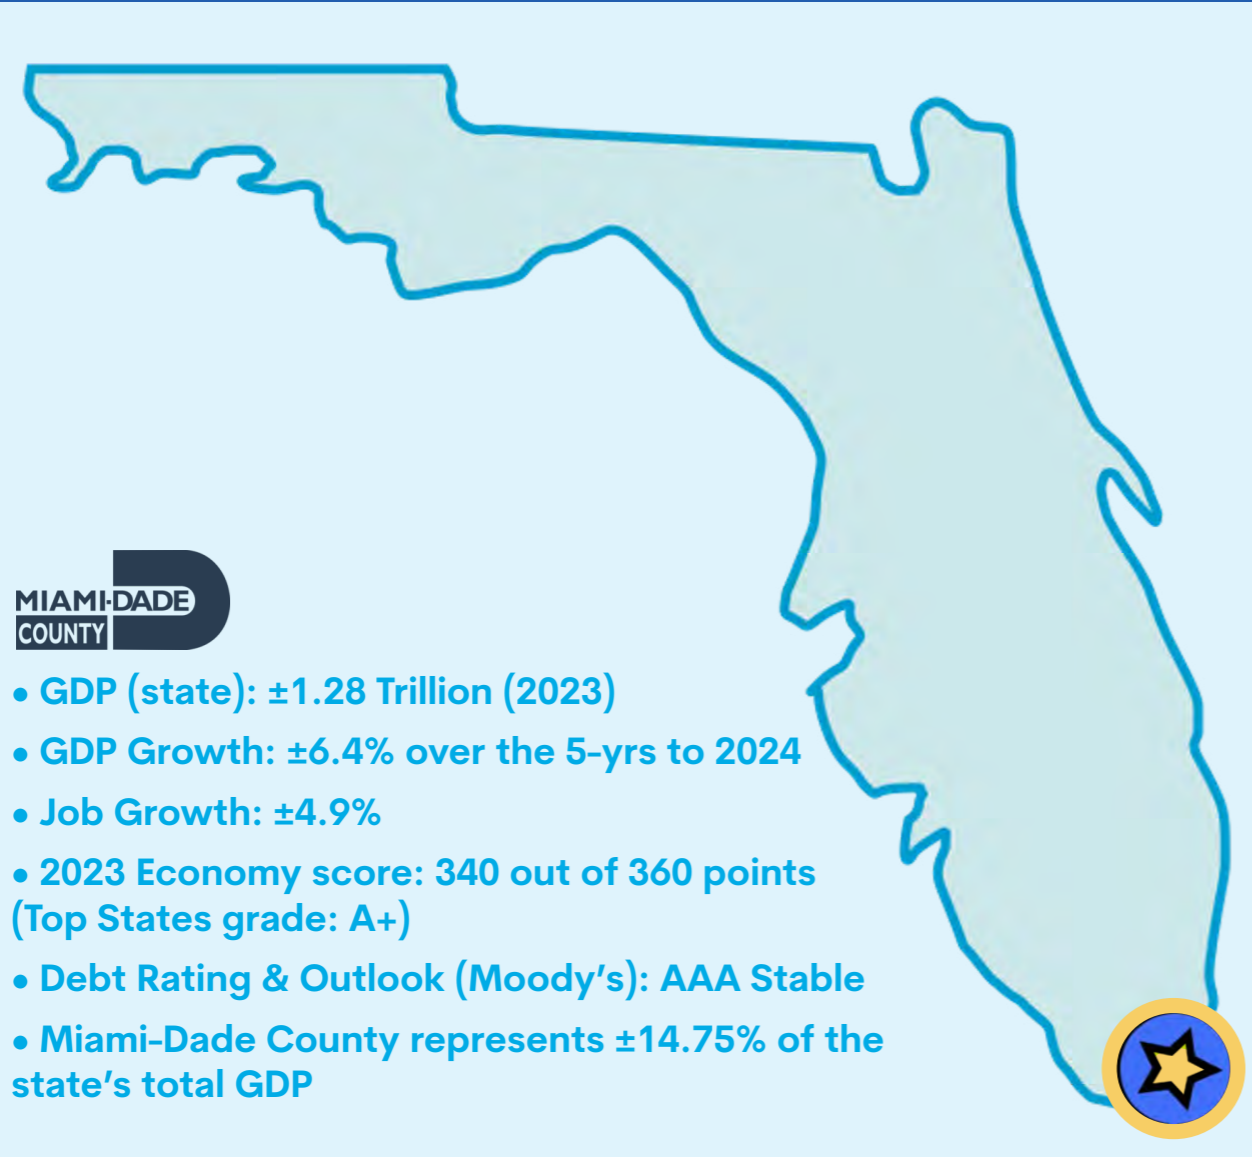 MIAMI-DADE
COUNTY
• GDP (state): ±1.28 Trillion (2023)
• GDP Growth: ±6.4% over the 5-yrs to 2024
• Job Growth: ±4.9%
• 2023 Economy score: 340 out of 360 points
(Top States grade: A+)
• Debt Rating & Outlook (Moody's): AAA Stable
• Miami-Dade County represents ±14.75% of the
state's total GDP